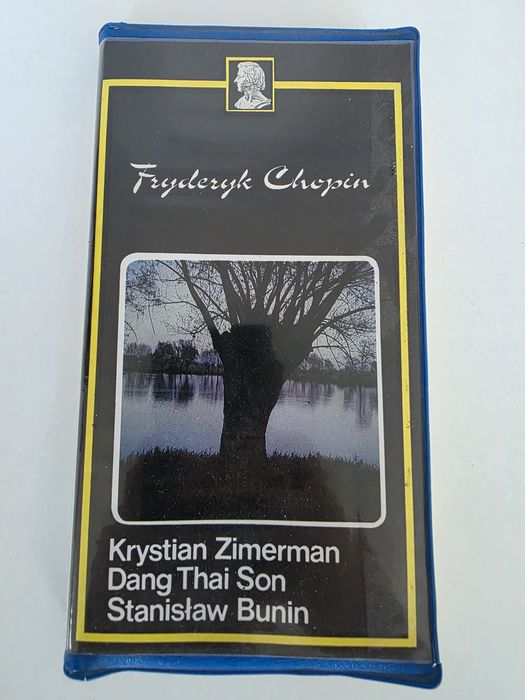 Fryderyk Chopin
Krystian Zimerman
Dang Thai Son
Stanisław Bunin